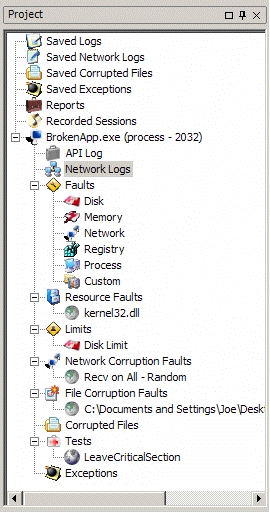 Project
Saved Logs
Saved Network Logs
Saved Corrupted Files
Saved Exceptions
Reports
Recorded Sessions
BrokenApp.exe (process - 2032)
API Log
Network Logs
Faults
Disk
Memory
Network
Registry
Process
Custom
Resource Faults
kernel32.dll
Limits
Disk Limit
Network Corruption Faults
Recv on All - Random
File Corruption Faults
C:\Documents and Settings\Joe\Desk
Corrupted Files
Tests
LeaveCriticalSection
Exceptions